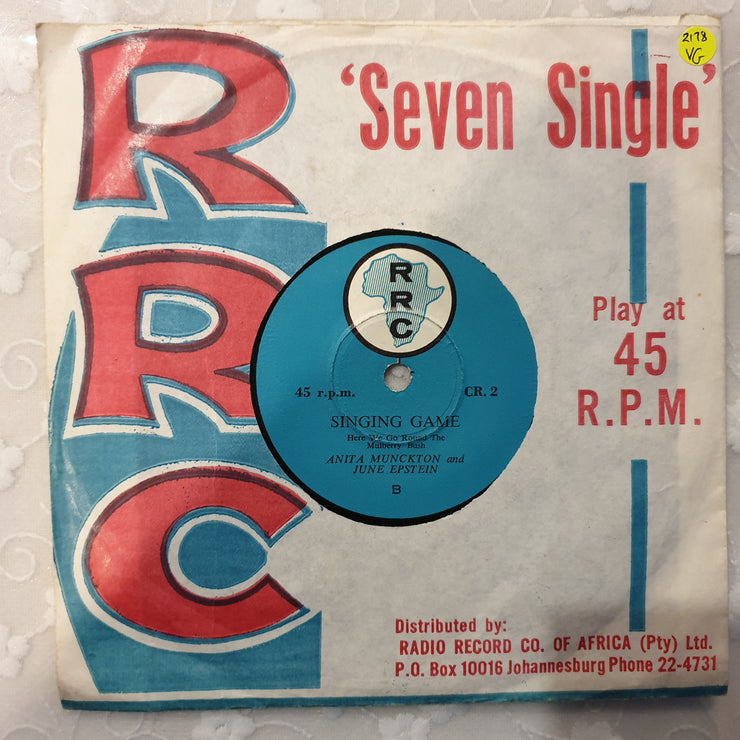 2178
VG
'Seven Single'
R
R
C
Play at
45
R.P.M.
R
R
C
45 r.p.m. CR. 2
SINGING GAME
Here We Go Round The
Mulberry Bush
ANITA MUNCKTON and
JUNE EPSTEIN
B
Distributed by:
RADIO RECORD CO. OF AFRICA (Pty) Ltd.
P.O. Box 10016 Johannesburg Phone 22-4731